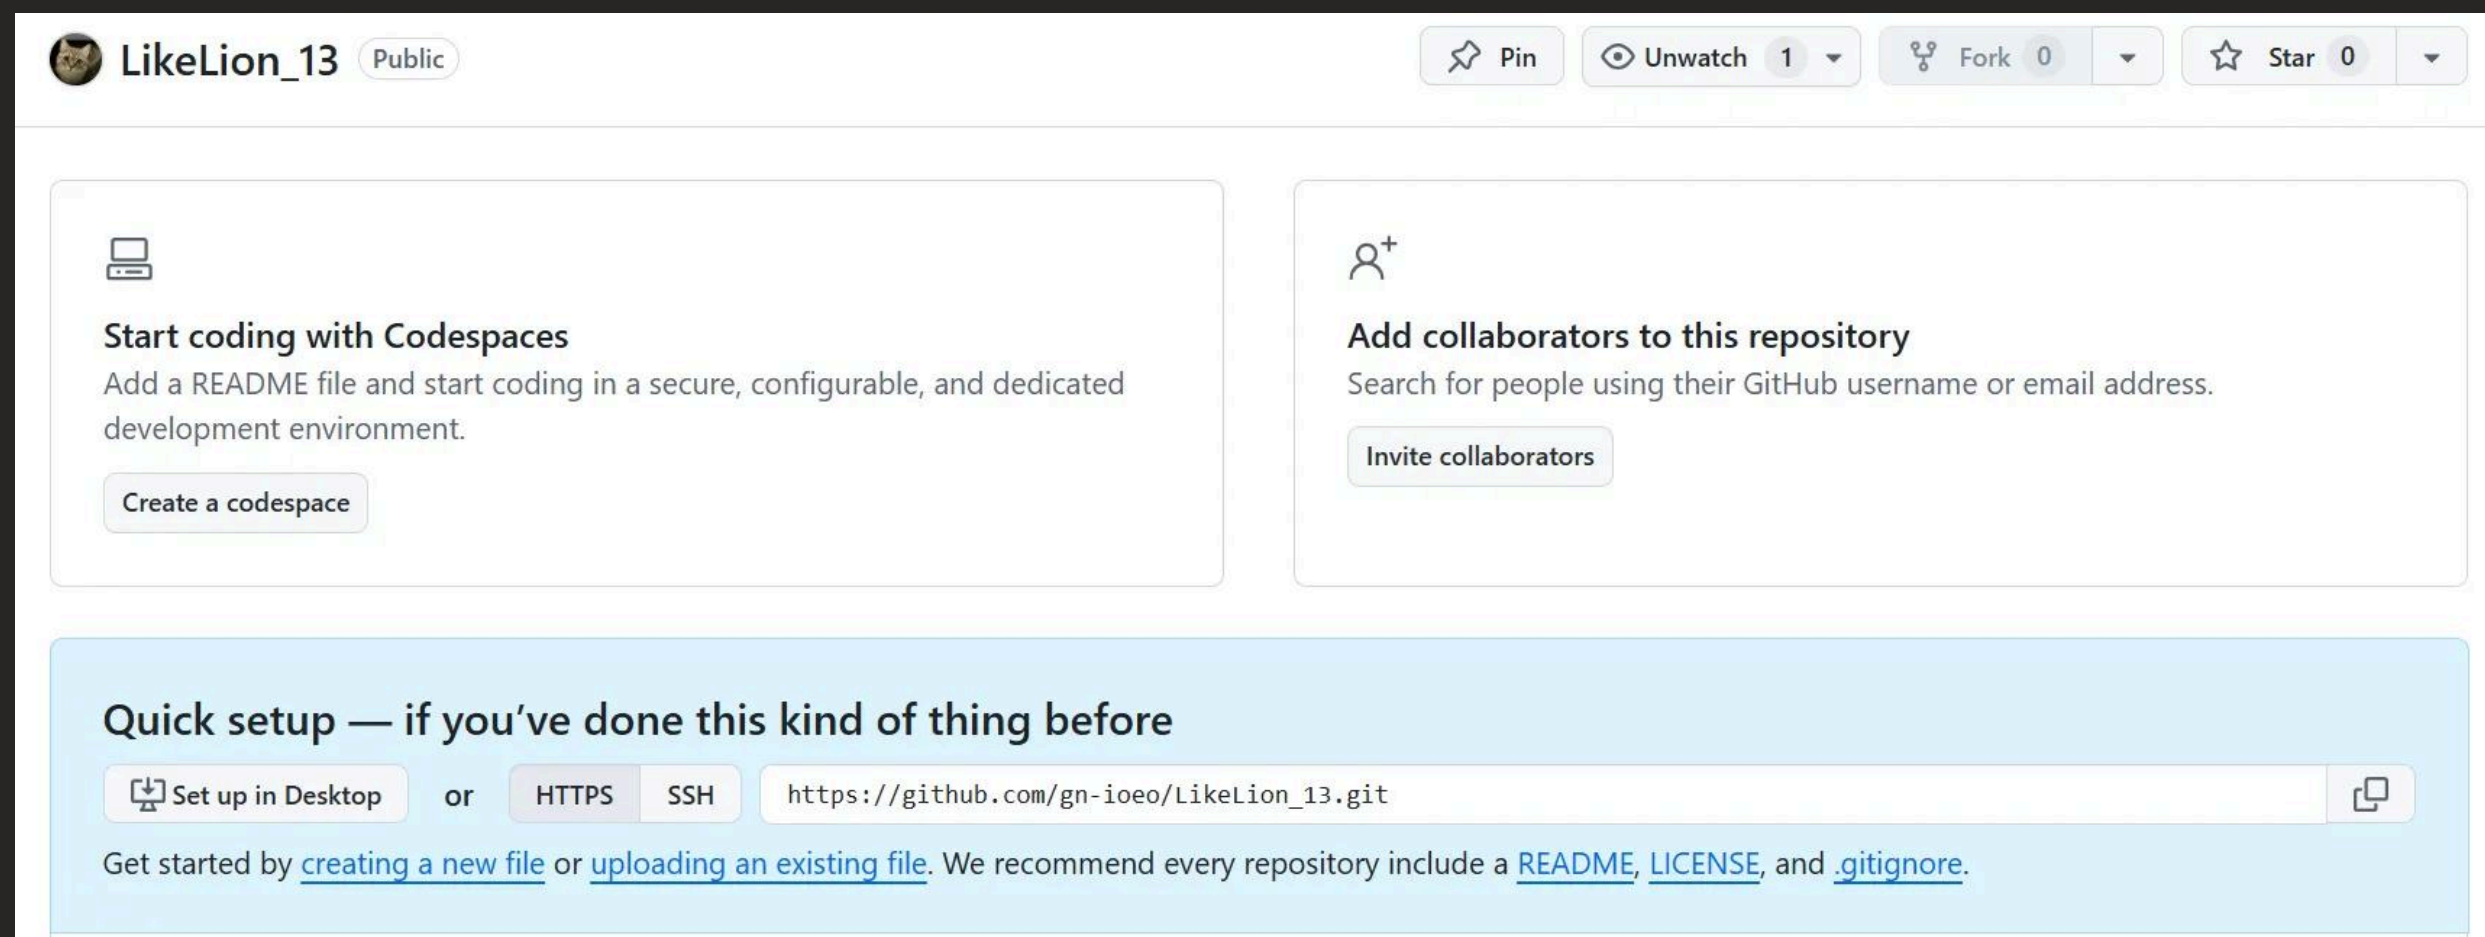 LikeLion_13 Public
Pin Unwatch 1 Fork 0 Star 0
Start coding with Codespaces
Add a README file and start coding in a secure, configurable, and dedicated
development environment.
Create a codespace
Add collaborators to this repository
Search for people using their GitHub username or email address.
Invite collaborators
Quick setup — if you’ve done this kind of thing before
Set up in Desktop or HTTPS SSH https://github.com/gn-ioeo/LikeLion_13.git
Get started by creating a new file or uploading an existing file. We recommend every repository include a README, LICENSE, and .gitignore.